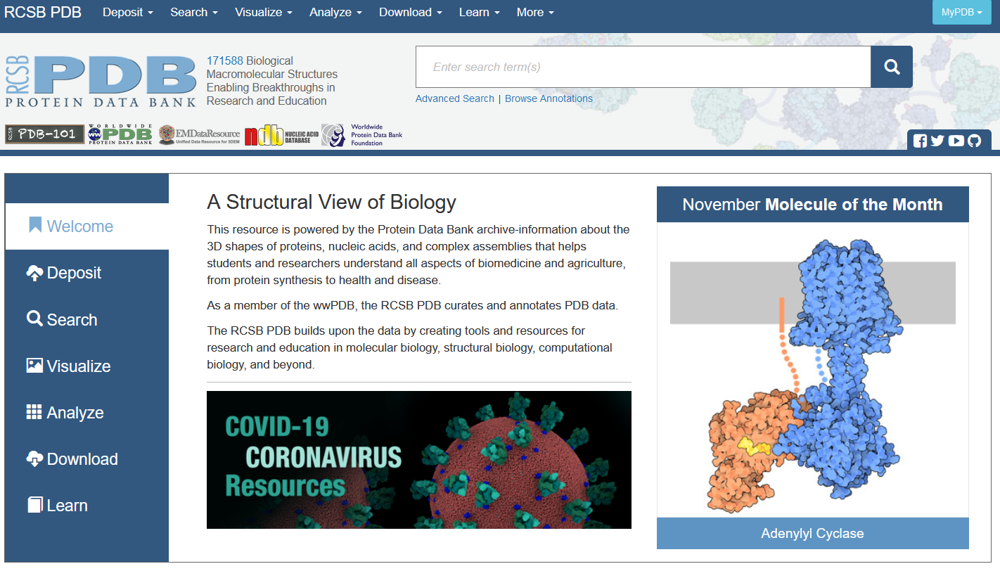 RCSB PDB Deposit Search Visualize Analyze Download Learn More MyPDB
RCSB PDB
PROTEIN DATA BANK
171588 Biological
Macromolecular Structures
Enabling Breakthroughs in
Research and Education
Enter search term(s)
Advanced Search | Browse Annotations
RCSB PDB-101
WORLDWIDE
wwPDB
PROTEIN DATA BANK
EMDataResource
Unified Data Resource for 3DEM
ndb NUCLEIC ACID
DATABASE
Worldwide
Protein Data Bank
Foundation
Welcome
Deposit
Search
Visualize
Analyze
Download
Learn
A Structural View of Biology
This resource is powered by the Protein Data Bank archive-information about the
3D shapes of proteins, nucleic acids, and complex assemblies that helps
students and researchers understand all aspects of biomedicine and agriculture,
from protein synthesis to health and disease.
As a member of the wwPDB, the RCSB PDB curates and annotates PDB data.
The RCSB PDB builds upon the data by creating tools and resources for
research and education in molecular biology, structural biology, computational
biology, and beyond.
COVID-19
CORONAVIRUS
Resources
November Molecule of the Month
Adenylyl Cyclase